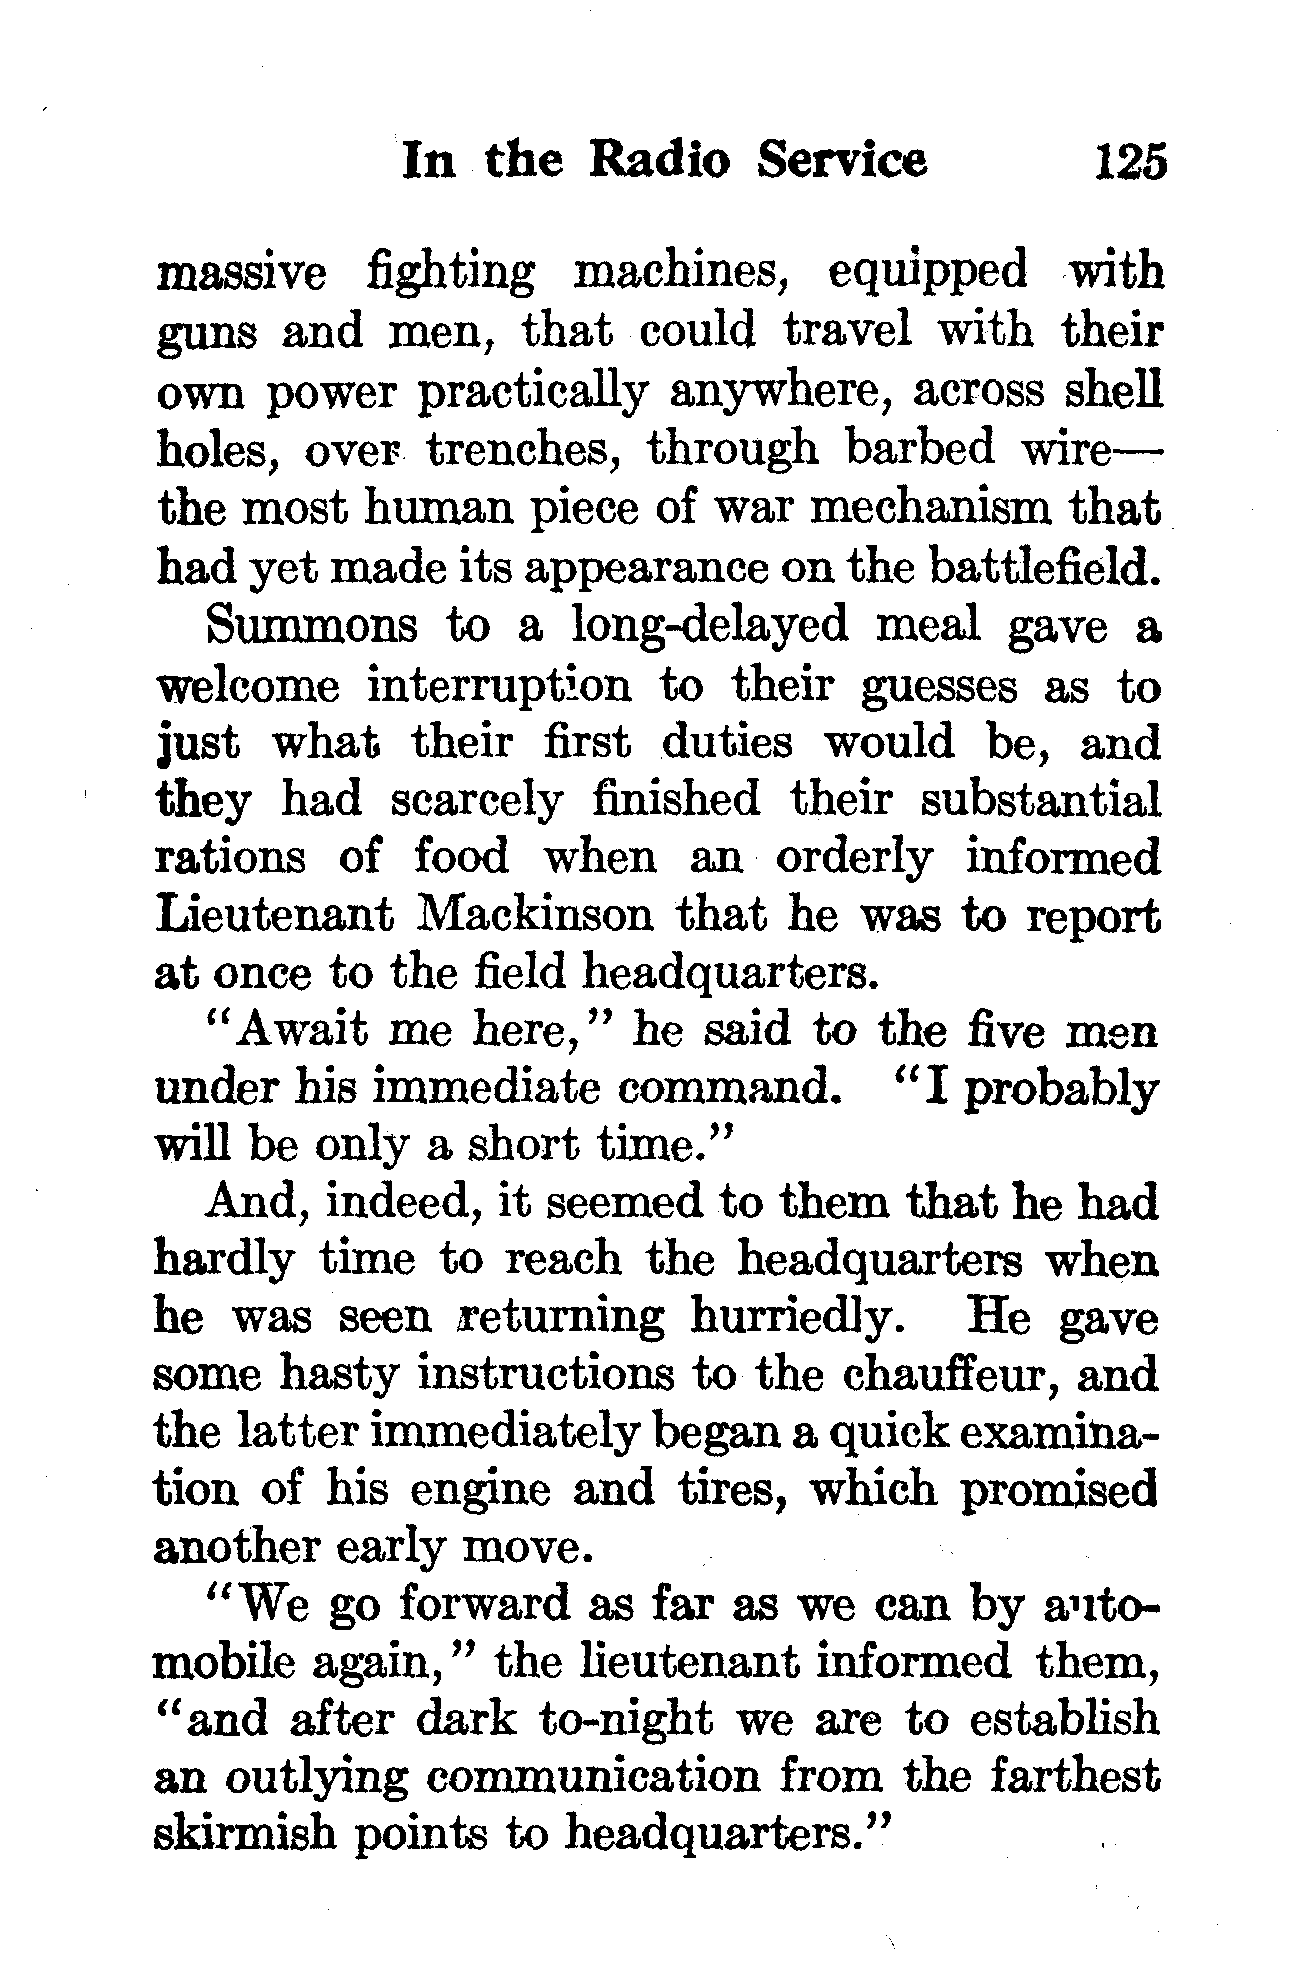 In the Radio Service 125
massive fighting machines, equipped with
guns and men, that could travel with their
own power practically anywhere, across shell
holes, over trenches, through barbed wire—
the most human piece of war mechanism that
had yet made its appearance on the battlefield.
Summons to a long-delayed meal gave a
welcome interruption to their guesses as to
just what their first duties would be, and
they had scarcely finished their substantial
rations of food when an orderly informed
Lieutenant Mackinson that he was to report
at once to the field headquarters.
"Await me here," he said to the five men
under his immediate command. "I probably
will be only a short time."
And, indeed, it seemed to them that he had
hardly time to reach the headquarters when
he was seen returning hurriedly. He gave
some hasty instructions to the chauffeur, and
the latter immediately began a quick examina-
tion of his engine and tires, which promised
another early move.
"We go forward as far as we can by auto-
mobile again," the lieutenant informed them,
"and after dark to-night we are to establish
an outlying communication from the farthest
skirmish points to headquarters."